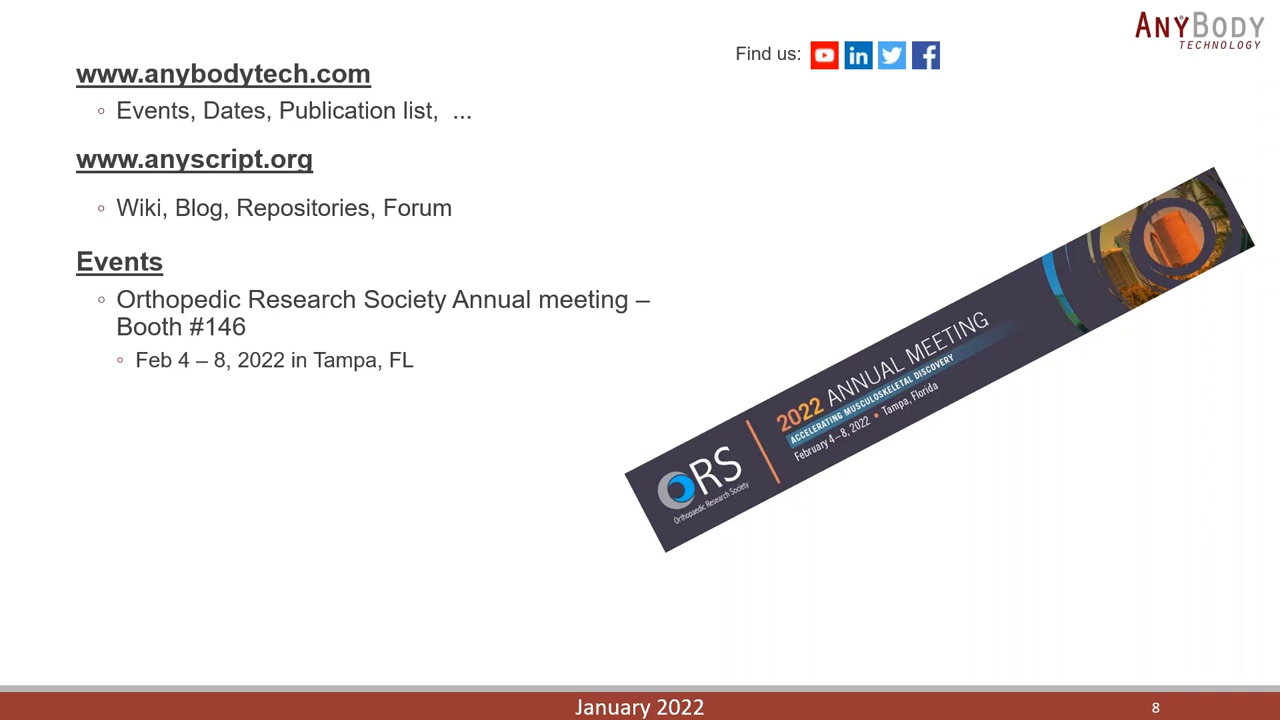 ANYBODY
TECHNOLOGY
Find us:
www.anybodytech.com
◦ Events, Dates, Publication list, ...
www.anyscript.org
◦ Wiki, Blog, Repositories, Forum
Events
◦ Orthopedic Research Society Annual meeting –
Booth #146
◦ Feb 4 – 8, 2022 in Tampa, FL
ORS
Orthopaedic Research Society
2022 ANNUAL MEETING
ACCELERATING MUSCULOSKELETAL DISCOVERY
February 4–8, 2022 • Tampa, Florida
January 2022
8